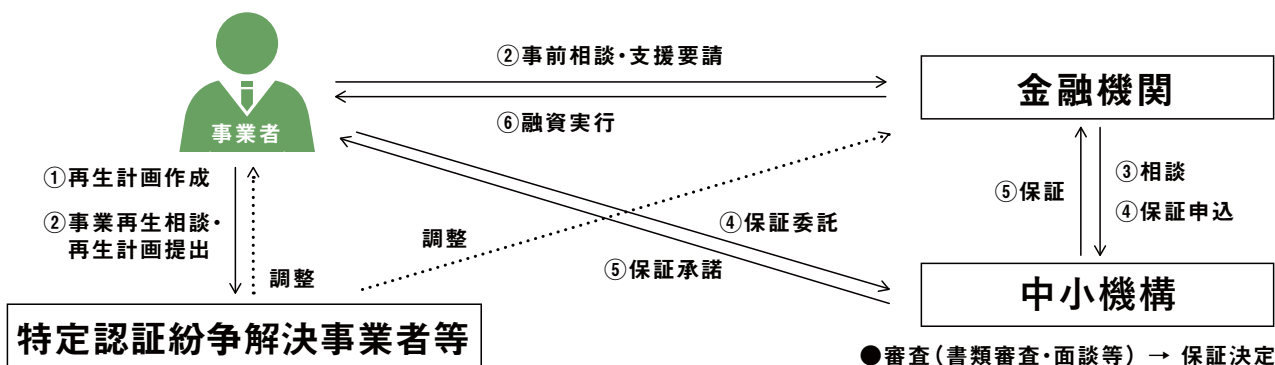 ②事前相談・支援要請
金融機関
事業者
⑥融資実行
①再生計画作成
②事業再生相談・
再生計画提出
調整
調整
④保証委託
⑤保証承諾
⑤保証
③相談
④保証申込
特定認証紛争解決事業者等
中小機構
●審査（書類審査・面談等） → 保証決定